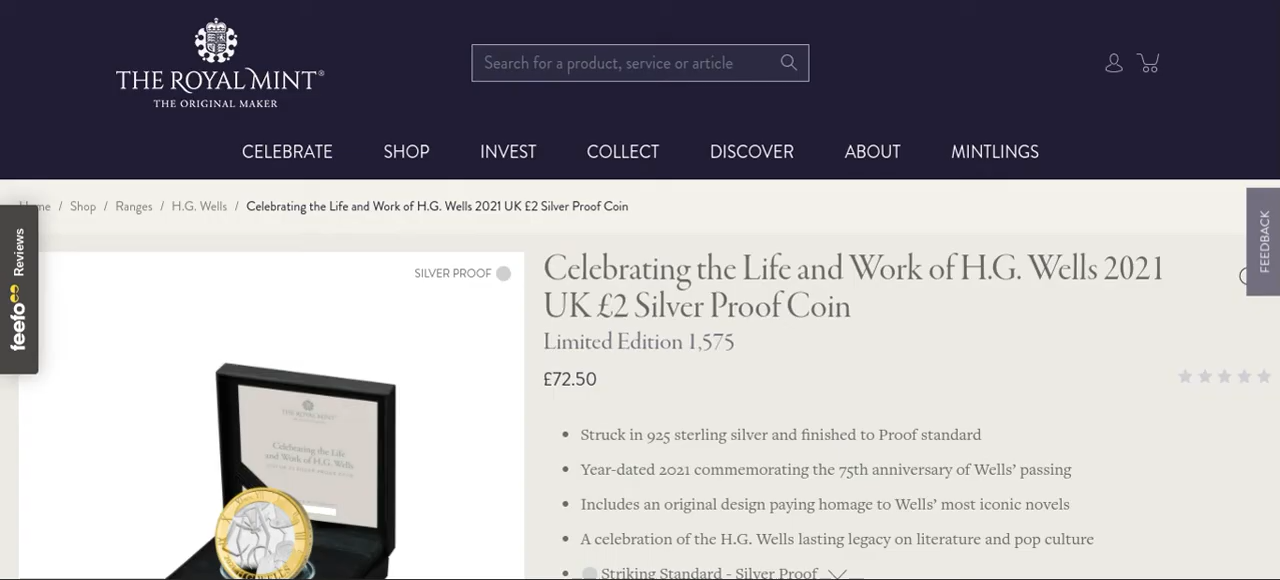 THE ROYAL MINT®
THE ORIGINAL MAKER
Search for a product, service or article
CELEBRATE SHOP INVEST COLLECT DISCOVER ABOUT MINTLINGS
Home / Shop / Ranges / H.G. Wells / Celebrating the Life and Work of H.G. Wells 2021 UK £2 Silver Proof Coin
feefo Reviews
FEEDBACK
SILVER PROOF
THE ROYAL MINT
Celebrating the Life
and Work of H.G. Wells
Celebrating the Life and Work of H.G. Wells 2021
UK £2 Silver Proof Coin
Limited Edition 1,575
£72.50
• Struck in 925 sterling silver and finished to Proof standard
• Year-dated 2021 commemorating the 75th anniversary of Wells’ passing
• Includes an original design paying homage to Wells’ most iconic novels
• A celebration of the H.G. Wells lasting legacy on literature and pop culture
• Striking Standard - Silver Proof